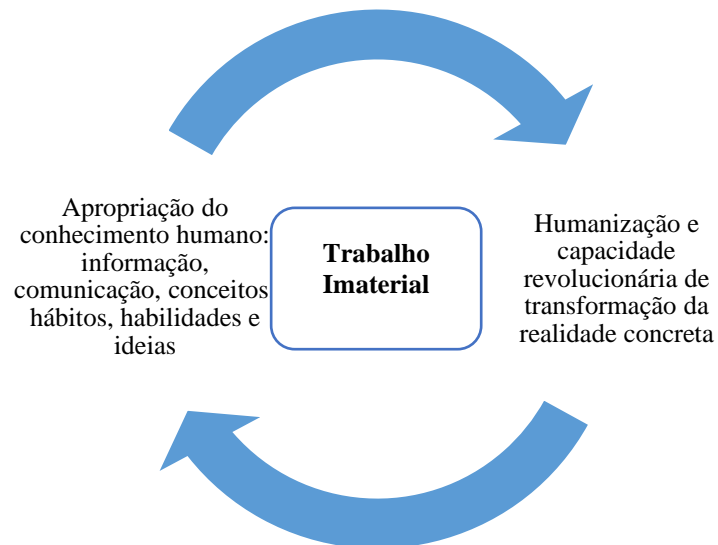 Apropriação do
conhecimento humano:
informação,
comunicação, conceitos
hábitos, habilidades e
ideias
Trabalho
Imaterial
Humanização e
capacidade
revolucionária de
transformação da
realidade concreta